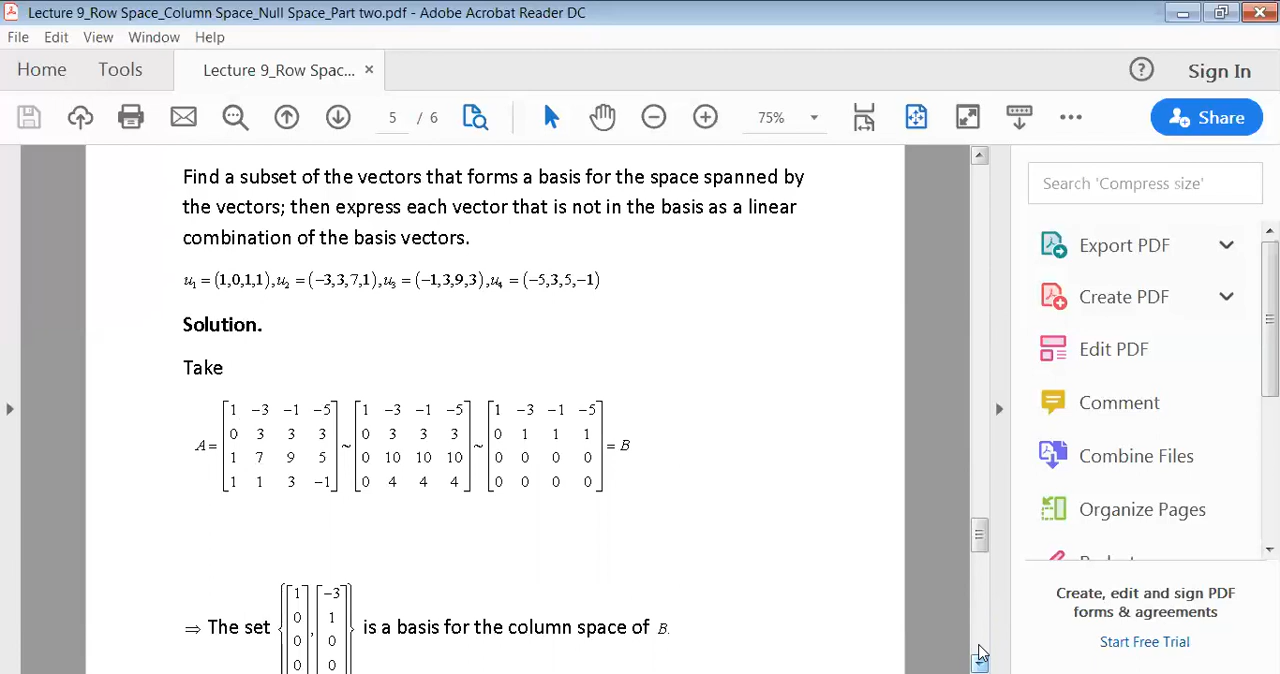 Lecture 9_Row Space_Column Space_Null Space_Part two.pdf - Adobe Acrobat Reader DC
File Edit View Window Help
Home Tools Lecture 9_Row Spac... × Sign In
5 / 6 75% Share
Find a subset of the vectors that forms a basis for the space spanned by
the vectors; then express each vector that is not in the basis as a linear
combination of the basis vectors.
u₁ = (1,0,1,1), u₂ = (−3,3,7,1), u₃ = (−1,3,9,3), u₄ = (−5,3,5,−1)
Solution.
Take
1 −3 −1 −5 1 −3 −1 −5 1 −3 −1 −5
0 3 3 3 0 3 3 3 0 1 1 1
A = ~ ~ = B
1 7 9 5 0 10 10 10 0 0 0 0
1 1 3 −1 0 4 4 4 0 0 0 0
1 −3
0 1
⇒ The set { , } is a basis for the column space of B.
0 0
0 0
Search 'Compress size'
Export PDF
Create PDF
Edit PDF
Comment
Combine Files
Organize Pages
Create, edit and sign PDF
forms & agreements
Start Free Trial